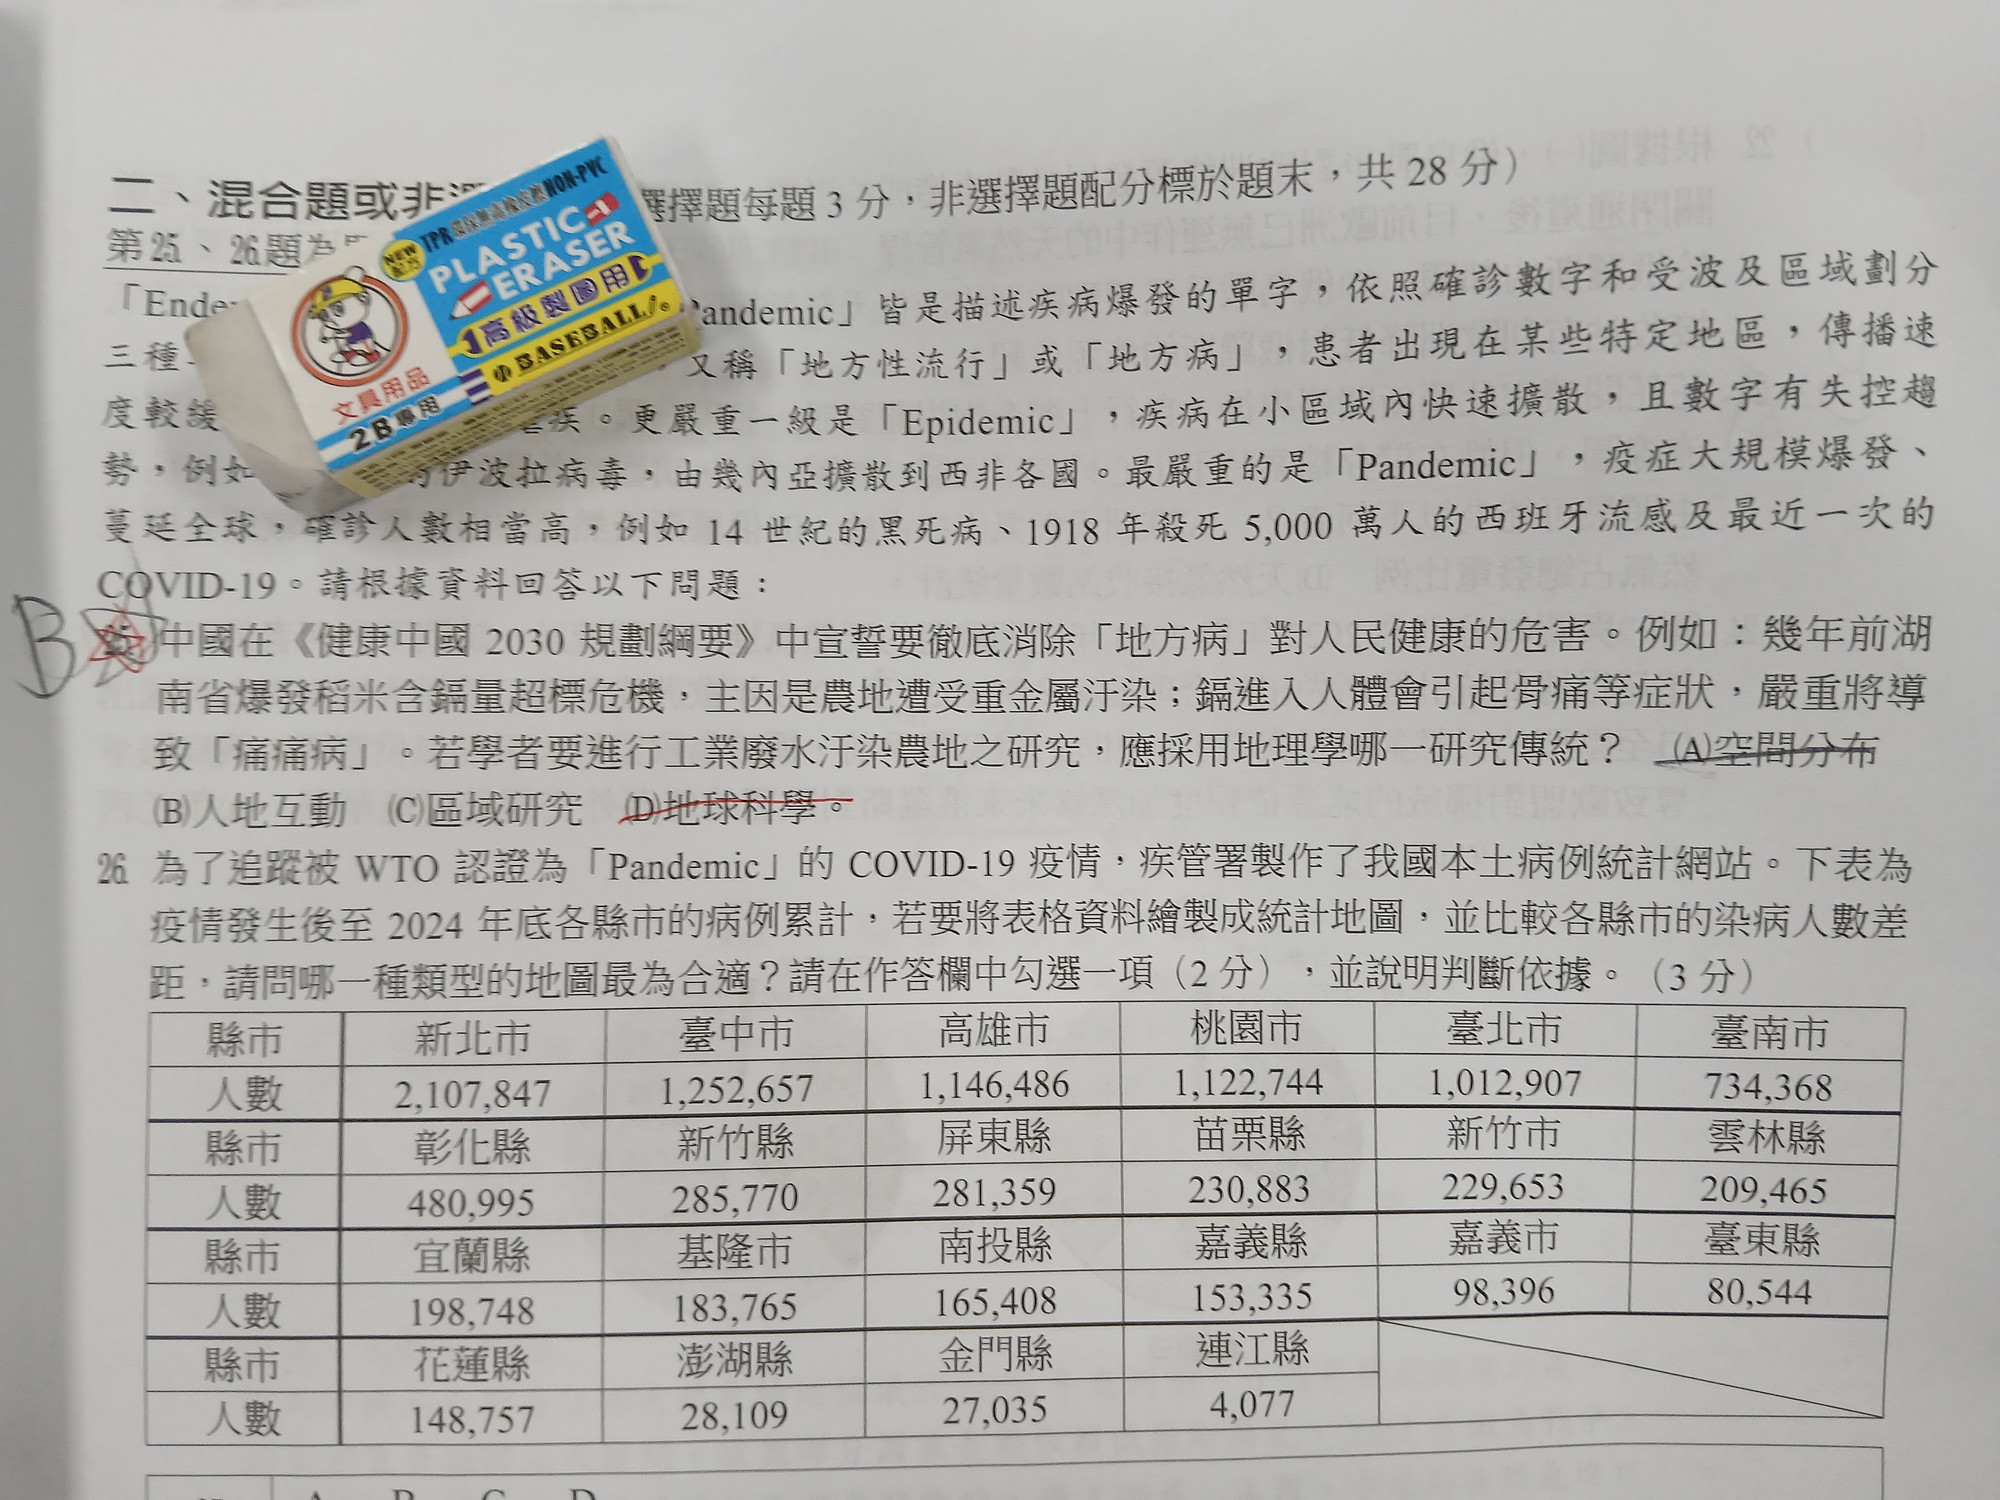 二、混合題或非選擇題每題 3 分，非選擇題配分標於題末，共 28 分）
第 25、26 題為
「Ende Pandemic」皆是描述疾病爆發的單字，依照確診數字和受波及區域劃分
三種 又稱「地方性流行」或「地方病」，患者出現在某些特定地區，傳播速
度較緩 瘧疾。更嚴重一級是「Epidemic」，疾病在小區域內快速擴散，且數字有失控趨
勢，例如 的伊波拉病毒，由幾內亞擴散到西非各國。最嚴重的是「Pandemic」，疫症大規模爆發、
蔓延全球，確診人數相當高，例如 14 世紀的黑死病、1918 年殺死 5,000 萬人的西班牙流感及最近一次的
COVID-19。請根據資料回答以下問題：
B 25 中國在《健康中國 2030 規劃綱要》中宣誓要徹底消除「地方病」對人民健康的危害。例如：幾年前湖
南省爆發稻米含鎘量超標危機，主因是農地遭受重金屬汙染；鎘進入人體會引起骨痛等症狀，嚴重將導
致「痛痛病」。若學者要進行工業廢水汙染農地之研究，應採用地理學哪一研究傳統？ (A)空間分布
(B)人地互動 (C)區域研究 (D)地球科學。
26 為了追蹤被 WTO 認證為「Pandemic」的 COVID-19 疫情，疾管署製作了我國本土病例統計網站。下表為
疫情發生後至 2024 年底各縣市的病例累計，若要將表格資料繪製成統計地圖，並比較各縣市的染病人數差
距，請問哪一種類型的地圖最為合適？請在作答欄中勾選一項（2 分），並說明判斷依據。（3 分）
縣市 新北市 臺中市 高雄市 桃園市 臺北市 臺南市
人數 2,107,847 1,252,657 1,146,486 1,122,744 1,012,907 734,368
縣市 彰化縣 新竹縣 屏東縣 苗栗縣 新竹市 雲林縣
人數 480,995 285,770 281,359 230,883 229,653 209,465
縣市 宜蘭縣 基隆市 南投縣 嘉義縣 嘉義市 臺東縣
人數 198,748 183,765 165,408 153,335 98,396 80,544
縣市 花蓮縣 澎湖縣 金門縣 連江縣
人數 148,757 28,109 27,035 4,077
A B C D
NEW 配方
TPR 環保無毒橡皮擦 NON-PVC
PLASTIC
ERASER
高級製圖用
BASEBALL
文具用品
2B專用